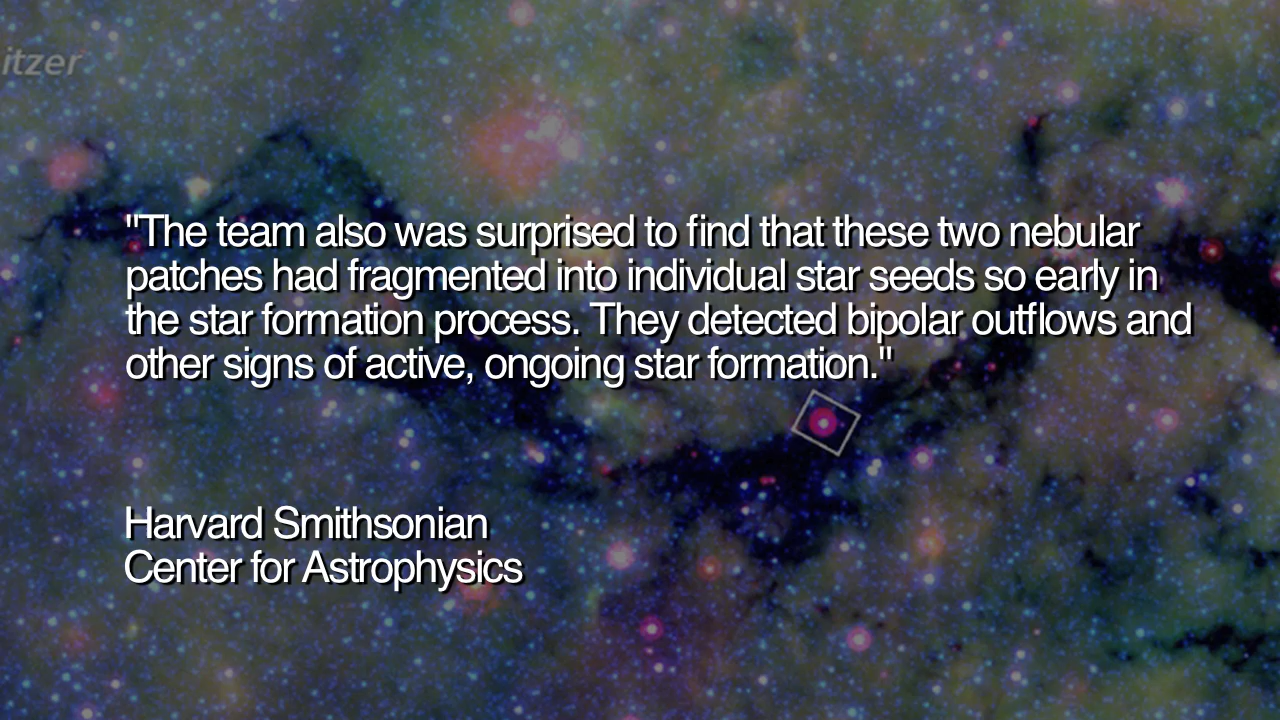 itzer
"The team also was surprised to find that these two nebular
patches had fragmented into individual star seeds so early in
the star formation process. They detected bipolar outflows and
other signs of active, ongoing star formation."
Harvard Smithsonian
Center for Astrophysics